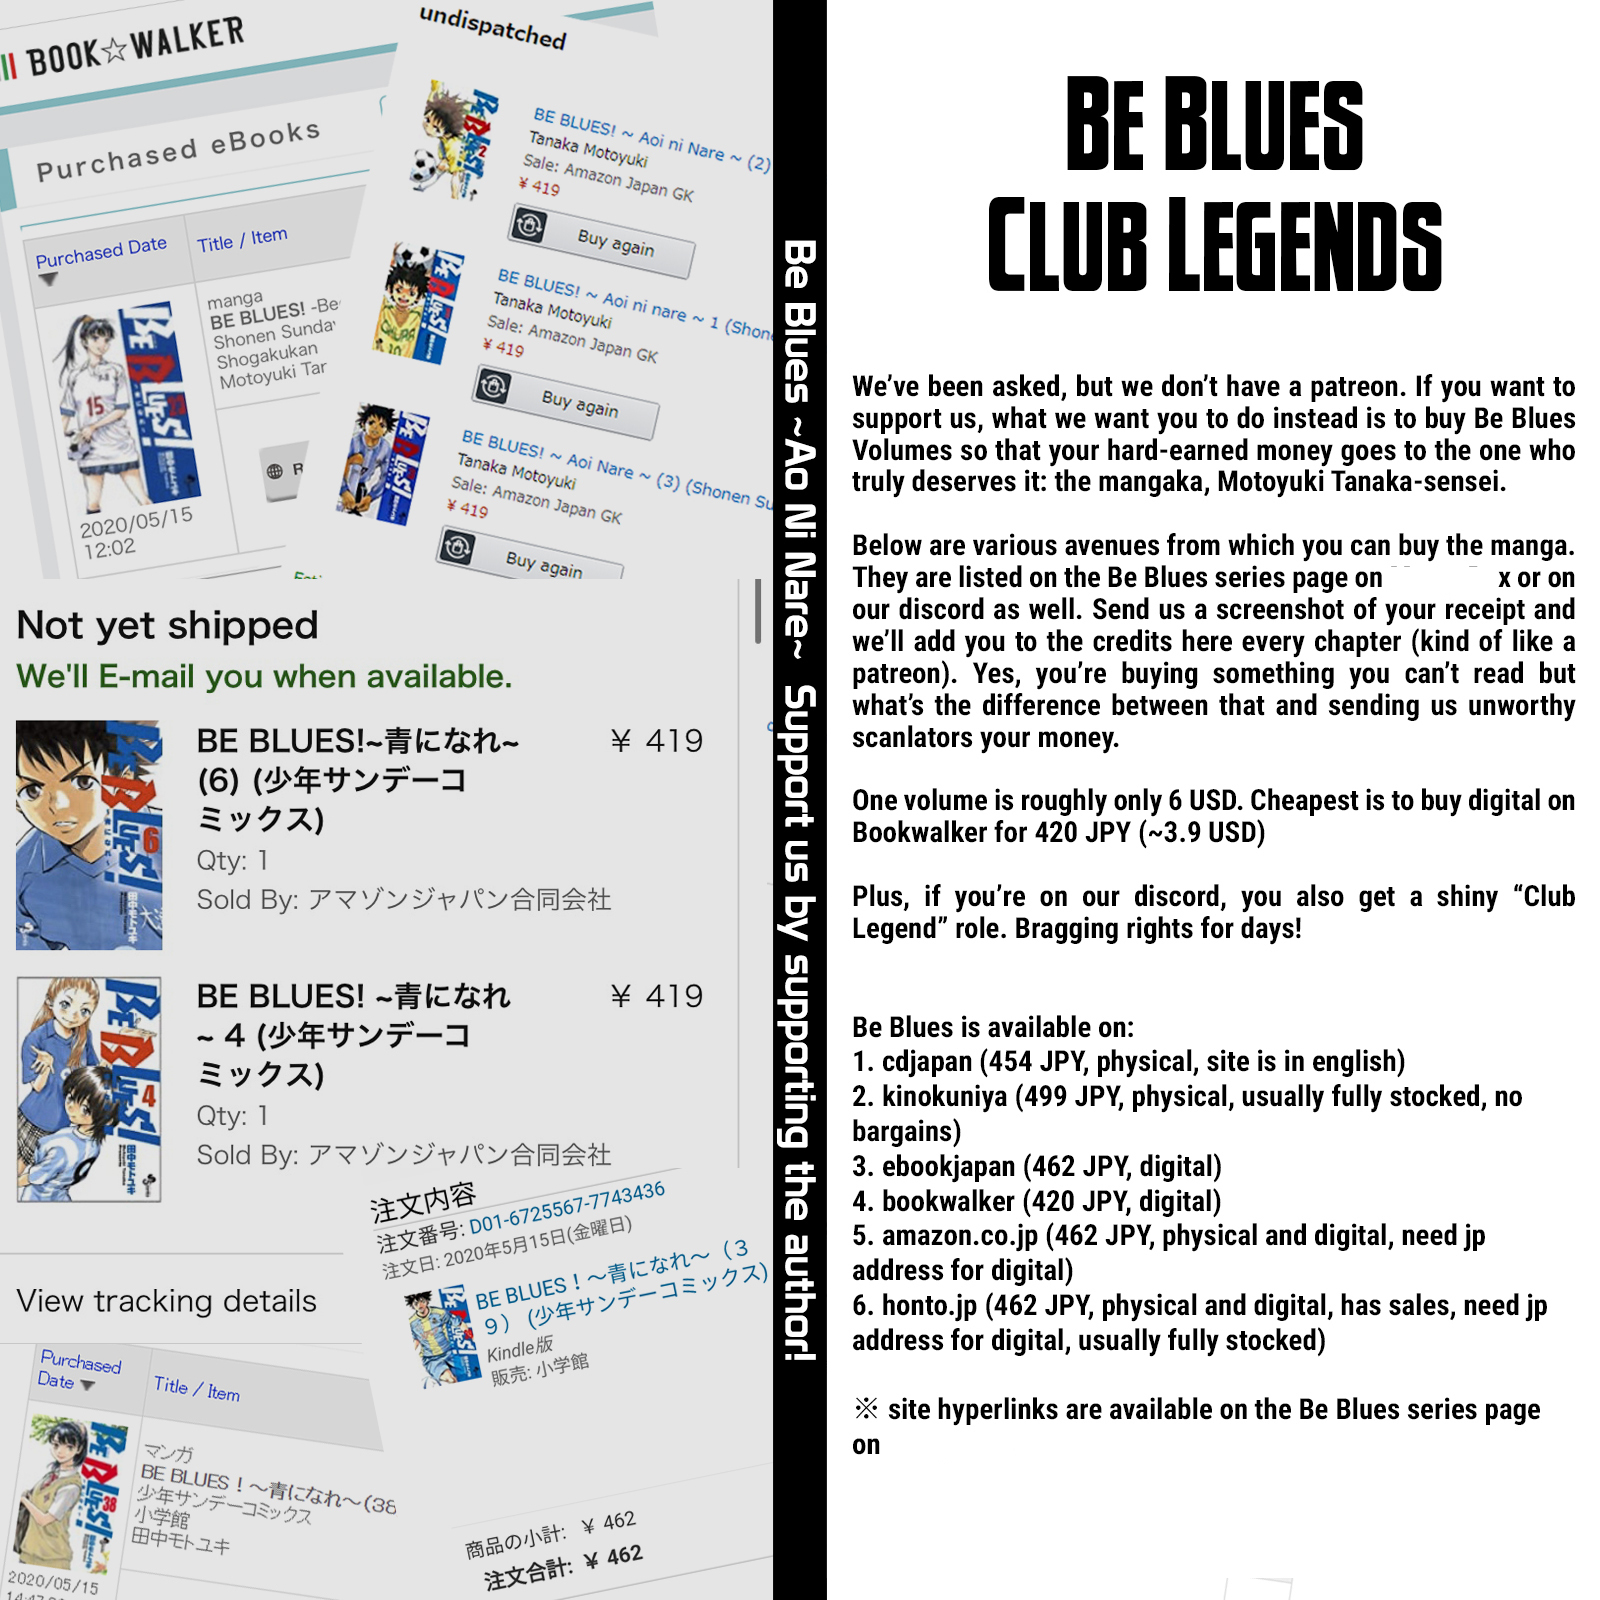 BOOK☆WALKER
Purchased eBooks
Purchased Date
Title / Item
manga
BE BLUES! -Be
Shonen Sunda
Shogakukan
Motoyuki Tar
R
15
23
2020/05/15
12:02
undispatched
BE BLUES!
2
BE BLUES! ~ Aoi ni Nare ~ (2)
Tanaka Motoyuki
Sale: Amazon Japan GK
¥ 419
Buy again
BE BLUES!
BE BLUES! ~ Aoi ni nare ~ 1 (Shonen
Tanaka Motoyuki
Sale: Amazon Japan GK
¥ 419
Buy again
BE BLUES!
BE BLUES! ~ Aoi Nare ~ (3) (Shonen Su
Tanaka Motoyuki
Sale: Amazon Japan GK
¥ 419
Buy again
Not yet shipped
We'll E-mail you when available.
BE BLUES!
6
BE BLUES!~青になれ~
(6) (少年サンデーコ
ミックス)
¥ 419
Qty: 1
Sold By: アマゾンジャパン合同会社
BE BLUES!
4
BE BLUES! ~青になれ
~ 4 (少年サンデーコ
ミックス)
¥ 419
Qty: 1
Sold By: アマゾンジャパン合同会社
View tracking details
注文内容
注文番号: D01-6725567-7743436
注文日: 2020年5月15日(金曜日)
BE BLUES！～青になれ～（３
９） (少年サンデーコミックス)
Kindle版
販売: 小学館
商品の小計: ¥ 462
注文合計: ¥ 462
Purchased
Date
Title / Item
BE BLUES!
38
マンガ
BE BLUES！～青になれ～(38
少年サンデーコミックス
小学館
田中モトユキ
2020/05/15
Be Blues ~Ao Ni Nare~ Support us by supporting the author!
BE BLUES
CLUB LEGENDS
We've been asked, but we don't have a patreon. If you want to
support us, what we want you to do instead is to buy Be Blues
Volumes so that your hard-earned money goes to the one who
truly deserves it: the mangaka, Motoyuki Tanaka-sensei.
Below are various avenues from which you can buy the manga.
They are listed on the Be Blues series page on x or on
our discord as well. Send us a screenshot of your receipt and
we'll add you to the credits here every chapter (kind of like a
patreon). Yes, you're buying something you can't read but
what's the difference between that and sending us unworthy
scanlators your money.
One volume is roughly only 6 USD. Cheapest is to buy digital on
Bookwalker for 420 JPY (~3.9 USD)
Plus, if you're on our discord, you also get a shiny “Club
Legend” role. Bragging rights for days!
Be Blues is available on:
1. cdjapan (454 JPY, physical, site is in english)
2. kinokuniya (499 JPY, physical, usually fully stocked, no
bargains)
3. ebookjapan (462 JPY, digital)
4. bookwalker (420 JPY, digital)
5. amazon.co.jp (462 JPY, physical and digital, need jp
address for digital)
6. honto.jp (462 JPY, physical and digital, has sales, need jp
address for digital, usually fully stocked)
※ site hyperlinks are available on the Be Blues series page
on